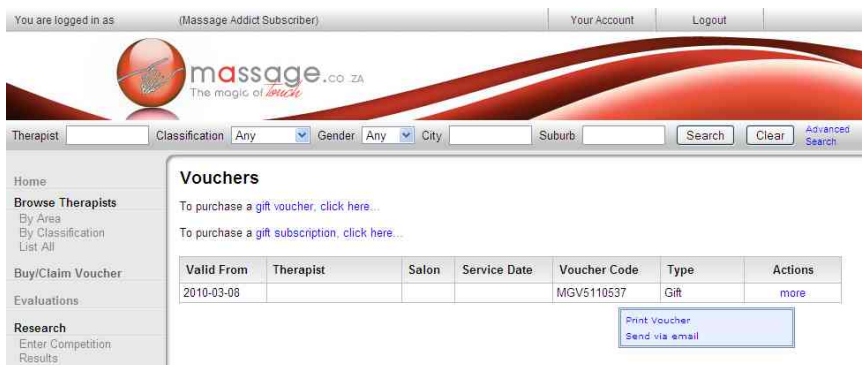 You are logged in as (Massage Addict Subscriber) Your Account Logout
massage.co.za
The magic of touch
Therapist Classification Any Gender Any City Suburb Search Clear Advanced Search
Home
Browse Therapists
By Area
By Classification
List All
Buy/Claim Voucher
Evaluations
Research
Enter Competition
Results
Vouchers
To purchase a gift voucher, click here...
To purchase a gift subscription, click here...
Valid From Therapist Salon Service Date Voucher Code Type Actions
2010-03-08 MGV5110537 Gift more
Print Voucher
Send via email